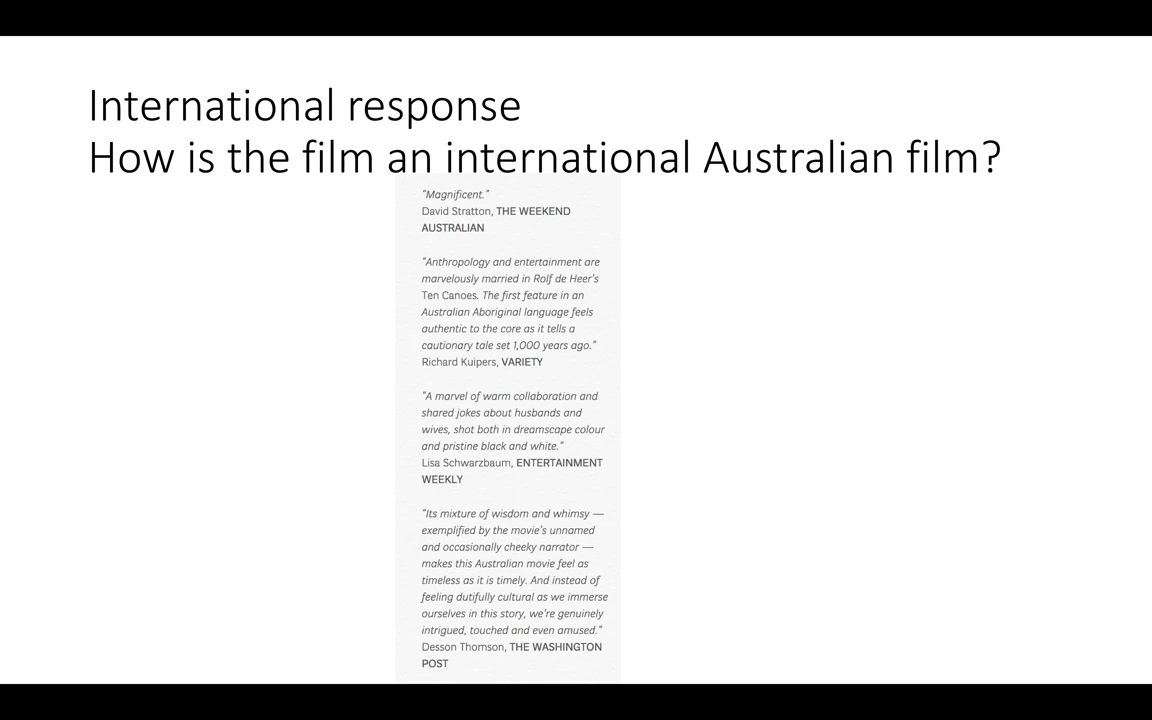 International response
How is the film an international Australian film?
“Magnificent.”
David Stratton, THE WEEKEND
AUSTRALIAN
“Anthropology and entertainment are
marvelously married in Rolf de Heer’s
Ten Canoes. The first feature in an
Australian Aboriginal language feels
authentic to the core as it tells a
cautionary tale set 1,000 years ago.”
Richard Kuipers, VARIETY
“A marvel of warm collaboration and
shared jokes about husbands and
wives, shot both in dreamscape colour
and pristine black and white.”
Lisa Schwarzbaum, ENTERTAINMENT
WEEKLY
“Its mixture of wisdom and whimsy —
exemplified by the movie’s unnamed
and occasionally cheeky narrator —
makes this Australian movie feel as
timeless as it is timely. And instead of
feeling dutifully cultural as we immerse
ourselves in this story, we’re genuinely
intrigued, touched and even amused.”
Desson Thomson, THE WASHINGTON
POST